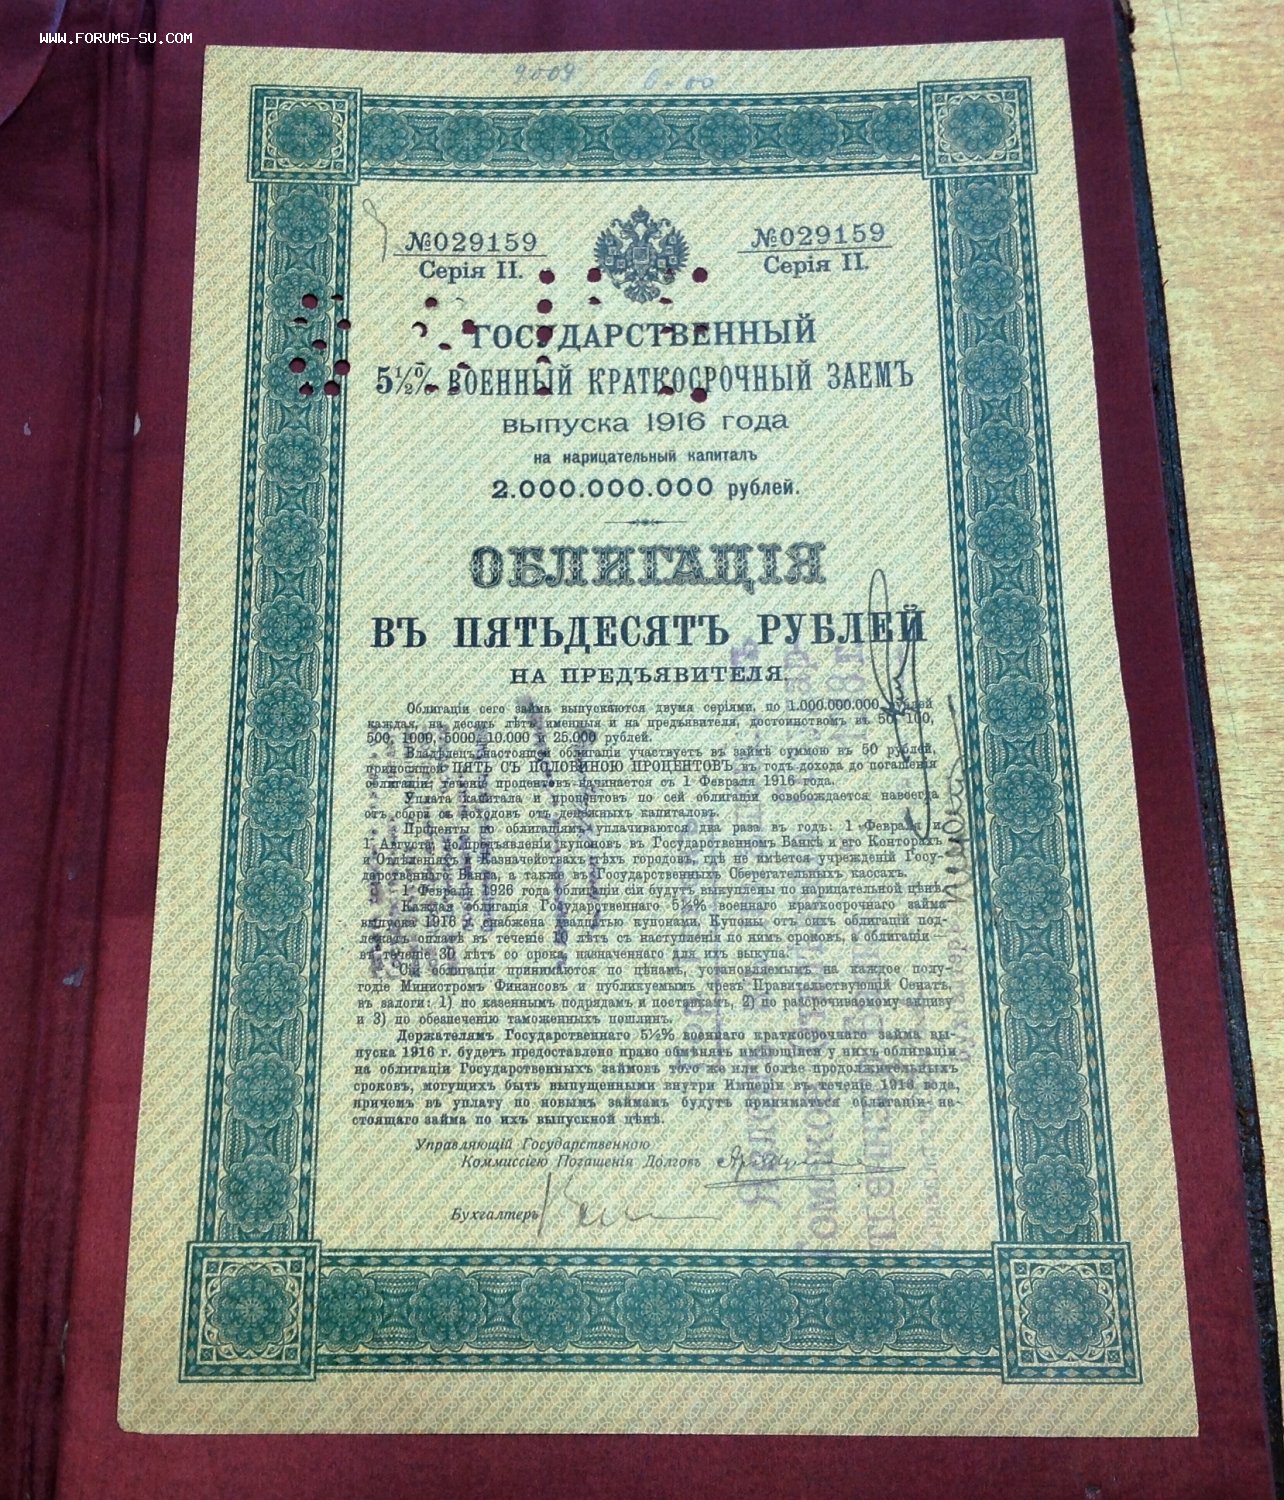 WWW.FORUMS-SU.COM
9009
№029159
Серія II.
№029159
Серія II.
ГОСУДАРСТВЕННЫЙ
5½% ВОЕННЫЙ КРАТКОСРОЧНЫЙ ЗАЕМЪ
выпуска 1916 года
на нарицательный капиталъ
2.000.000.000 рублей.
ОБЛИГАЦІЯ
ВЪ ПЯТЬДЕСЯТЪ РУБЛЕЙ
НА ПРЕДЪЯВИТЕЛЯ.
Облигаціи сего займа выпускаются двумя серіями, по 1.000.000.000 рублей
каждая, на десять лѣтъ именныя и на предъявителя, достоинствомъ въ 50, 100,
500, 1000, 5000, 10.000 и 25.000 рублей.
Владѣлецъ настоящей облигаціи участвуетъ въ займѣ суммою въ 50 рублей,
приносящей ПЯТЬ СЪ ПОЛОВИНОЮ ПРОЦЕНТОВЪ въ годъ дохода до погашенія
облигаціи; теченіе процентовъ начинается съ 1 Февраля 1916 года.
Уплата капитала и процентовъ по сей облигаціи освобождается навсегда
отъ сбора съ доходовъ отъ денежныхъ капиталовъ.
Проценты по облигаціямъ уплачиваются два раза въ годъ: 1 Февраля и
1 Августа, по предъявленіи купоновъ въ Государственномъ Банкѣ и его Конторахъ
и Отдѣленіяхъ и Казначействахъ тѣхъ городовъ, гдѣ не имѣется учрежденій Госу-
дарственнаго Банка, а также въ Государственныхъ Сберегательныхъ кассахъ.
1 Февраля 1926 года облигаціи сіи будутъ выкуплены по нарицательной цѣнѣ.
Каждая облигація Государственнаго 5½% военнаго краткосрочнаго займа
выпуска 1916 г. снабжена двадцатью купонами. Купоны отъ сихъ облигацій под-
лежатъ оплатѣ въ теченіе 10 лѣтъ съ наступленія по нимъ сроковъ, а облигаціи —
въ теченіе 30 лѣтъ со срока, назначеннаго для ихъ выкупа.
Сіи облигаціи принимаются по цѣнамъ, установляемымъ на каждое полу-
годіе Министромъ Финансовъ и публикуемымъ чрезъ Правительствующій Сенатъ,
въ залоги: 1) по казеннымъ подрядамъ и поставкамъ, 2) по разсрочиваемому акцизу
и 3) по обезпеченію таможенныхъ пошлинъ.
Держателямъ Государственнаго 5½% военнаго краткосрочнаго займа вы-
пуска 1916 г. будетъ предоставлено право обмѣнять имѣющіяся у нихъ облигаціи
на облигаціи Государственныхъ займовъ того же или болѣе продолжительныхъ
сроковъ, могущихъ быть выпущенными внутри Имперіи въ теченіе 1916 года,
причемъ въ уплату по новымъ займамъ будутъ приниматься облигаціи на-
стоящаго займа по ихъ выпускной цѣнѣ.
Управляющій Государственною
Коммиссіею Погашенія Долговъ
Бухгалтеръ